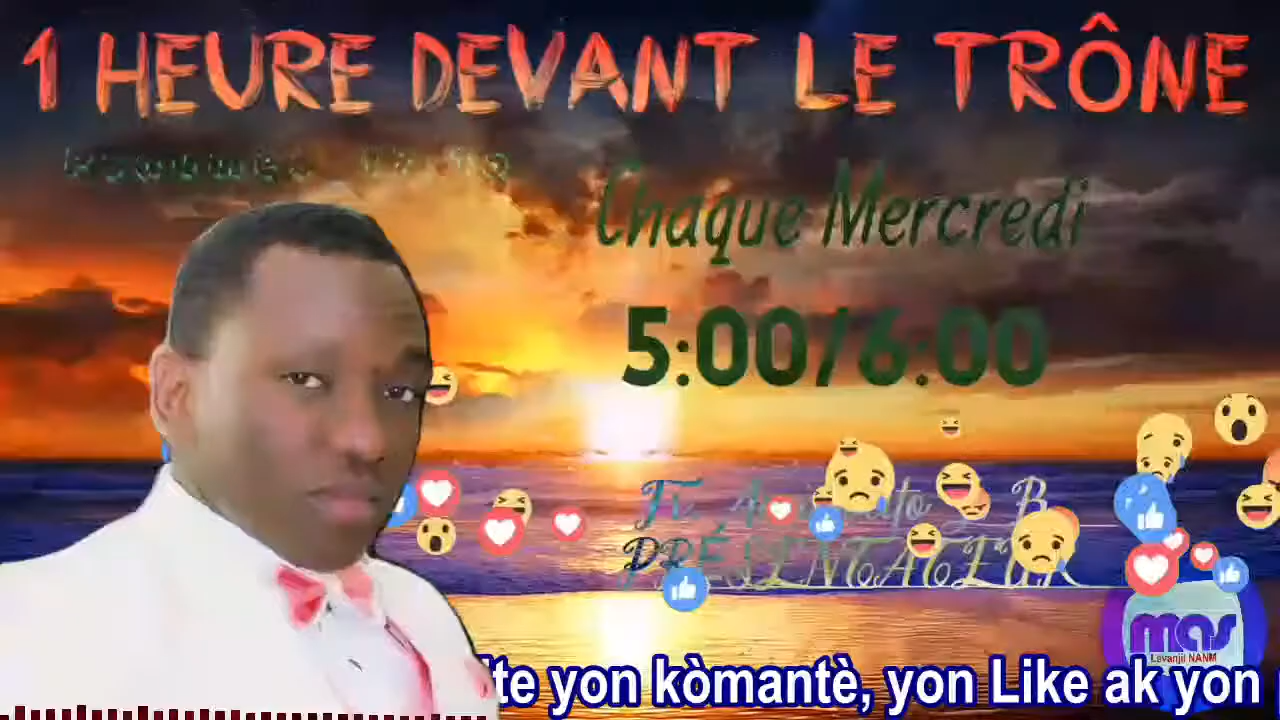 1 HEURE DEVANT LE TRÔNE
Chaque Mercredi
5:00/6:00
Fr.
B
PRÉSENTATEUR
mas
Levanjil NANM
yon kòmantè, yon Like ak yon